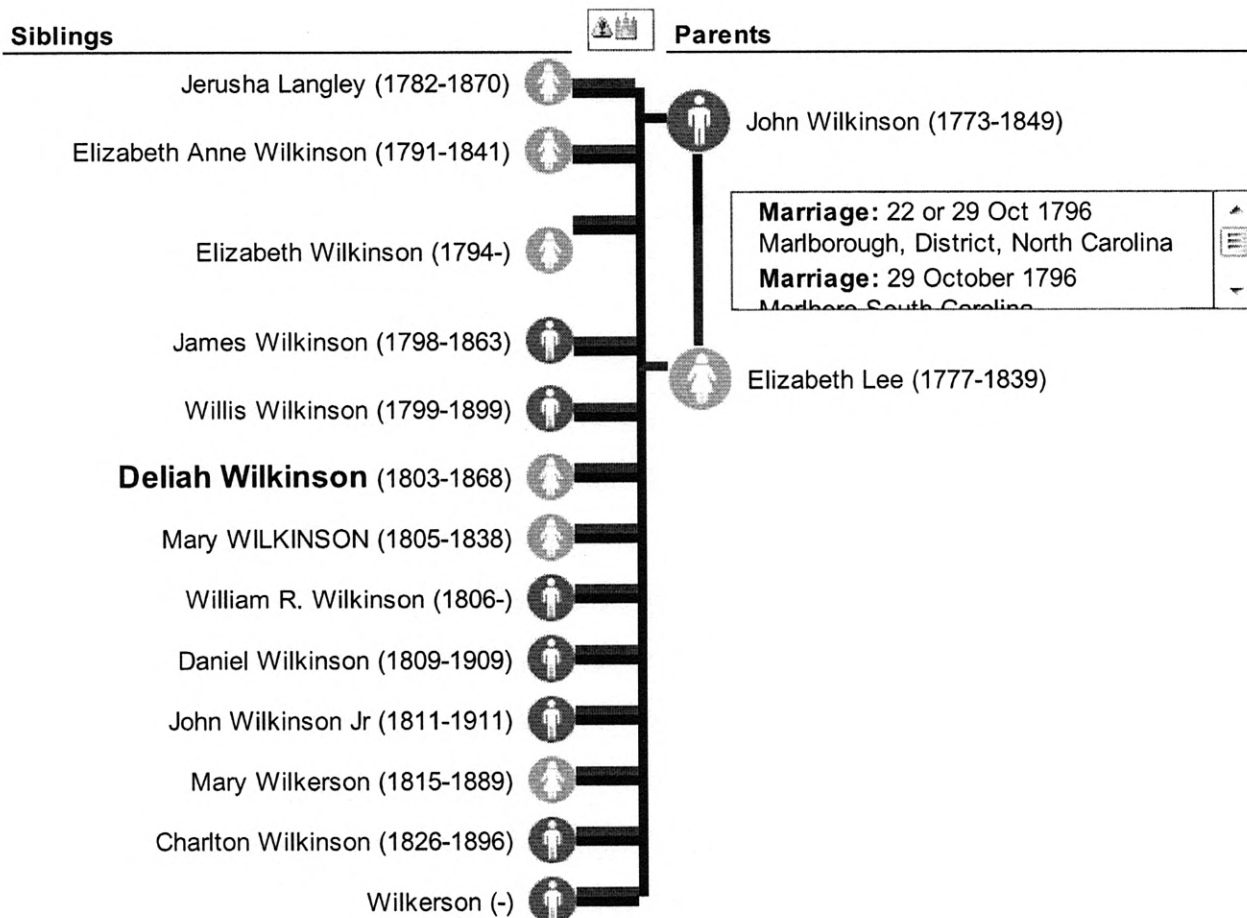 Siblings
Parents
Jerusha Langley (1782-1870)
John Wilkinson (1773-1849)
Elizabeth Anne Wilkinson (1791-1841)
Marriage: 22 or 29 Oct 1796
Marlborough, District, North Carolina
Marriage: 29 October 1796
Marlboro South Carolina
Elizabeth Wilkinson (1794-)
James Wilkinson (1798-1863)
Elizabeth Lee (1777-1839)
Willis Wilkinson (1799-1899)
Deliah Wilkinson (1803-1868)
Mary WILKINSON (1805-1838)
William R. Wilkinson (1806-)
Daniel Wilkinson (1809-1909)
John Wilkinson Jr (1811-1911)
Mary Wilkerson (1815-1889)
Charlton Wilkinson (1826-1896)
Wilkerson (-)